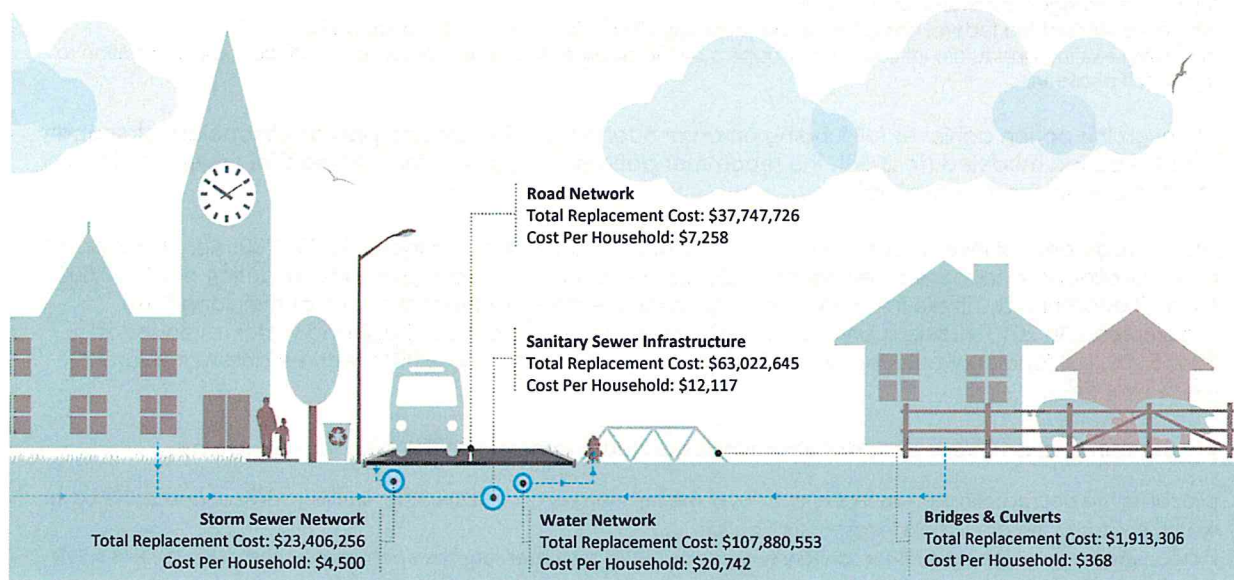 Road Network
Total Replacement Cost: $37,747,726
Cost Per Household: $7,258
Sanitary Sewer Infrastructure
Total Replacement Cost: $63,022,645
Cost Per Household: $12,117
Storm Sewer Network
Total Replacement Cost: $23,406,256
Cost Per Household: $4,500
Water Network
Total Replacement Cost: $107,880,553
Cost Per Household: $20,742
Bridges & Culverts
Total Replacement Cost: $1,913,306
Cost Per Household: $368